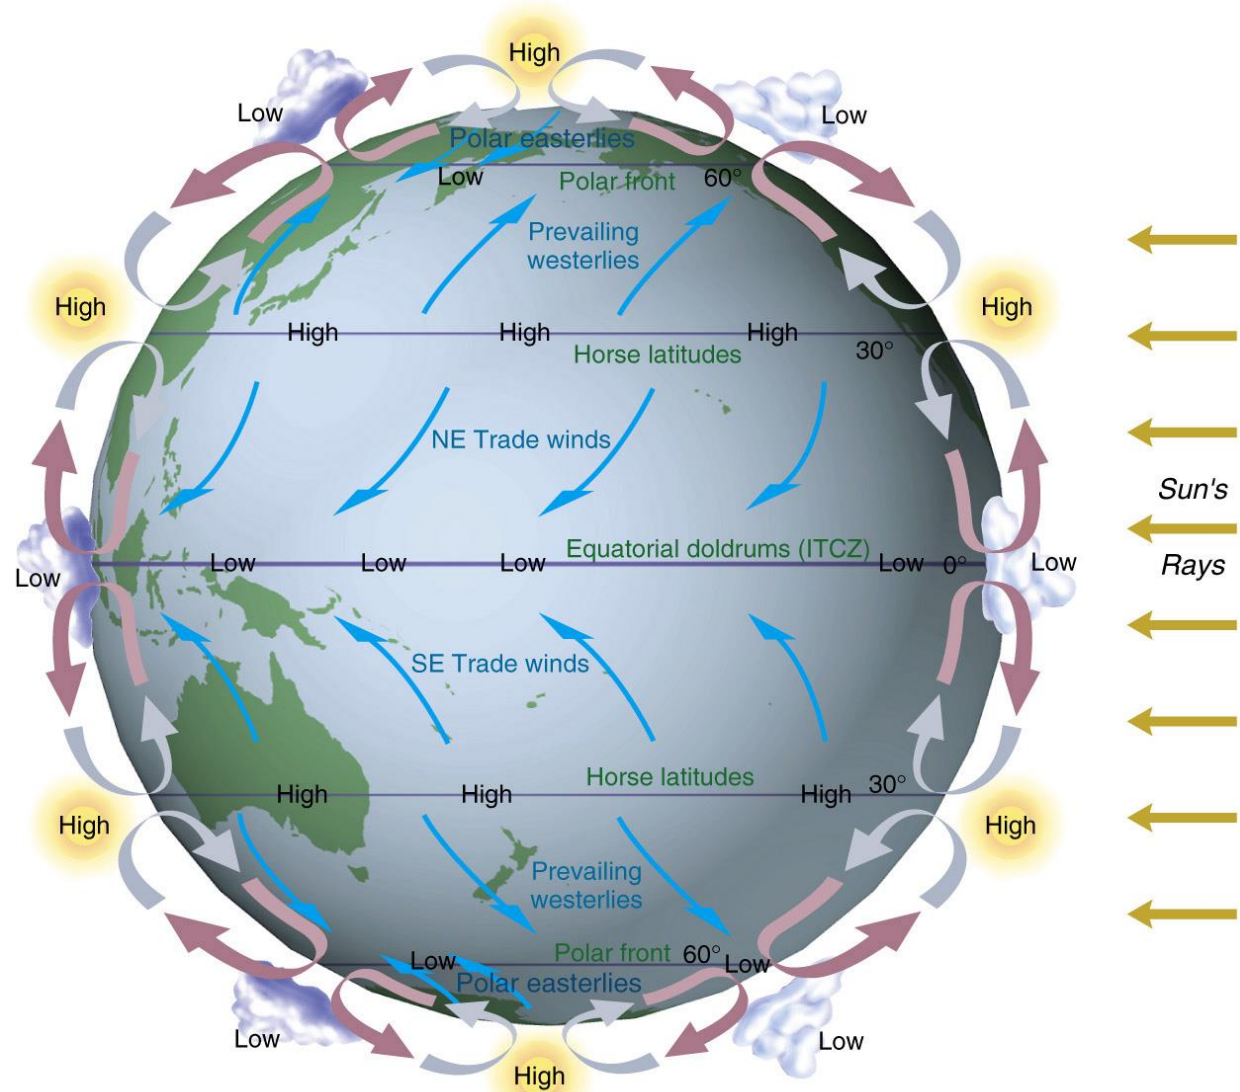 High
Low
Low
Polar easterlies
Low
Polar front
60°
Prevailing
westerlies
High
High
High
High
High
Horse latitudes
30°
NE Trade winds
Sun's
Rays
Equatorial doldrums (ITCZ)
Low
Low
Low
Low
Low
0°
Low
SE Trade winds
Horse latitudes
30°
High
High
High
High
High
Prevailing
westerlies
Polar front
60°
Low
Low
Polar easterlies
Low
Low
High